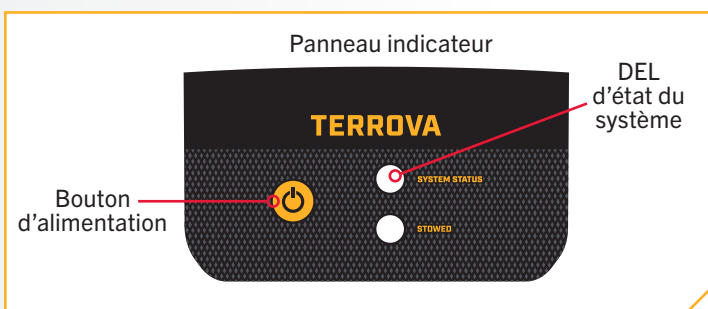 Panneau indicateur
DEL
d'état du
système
TERROVA
SYSTEM STATUS
Bouton
d'alimentation
STOWED